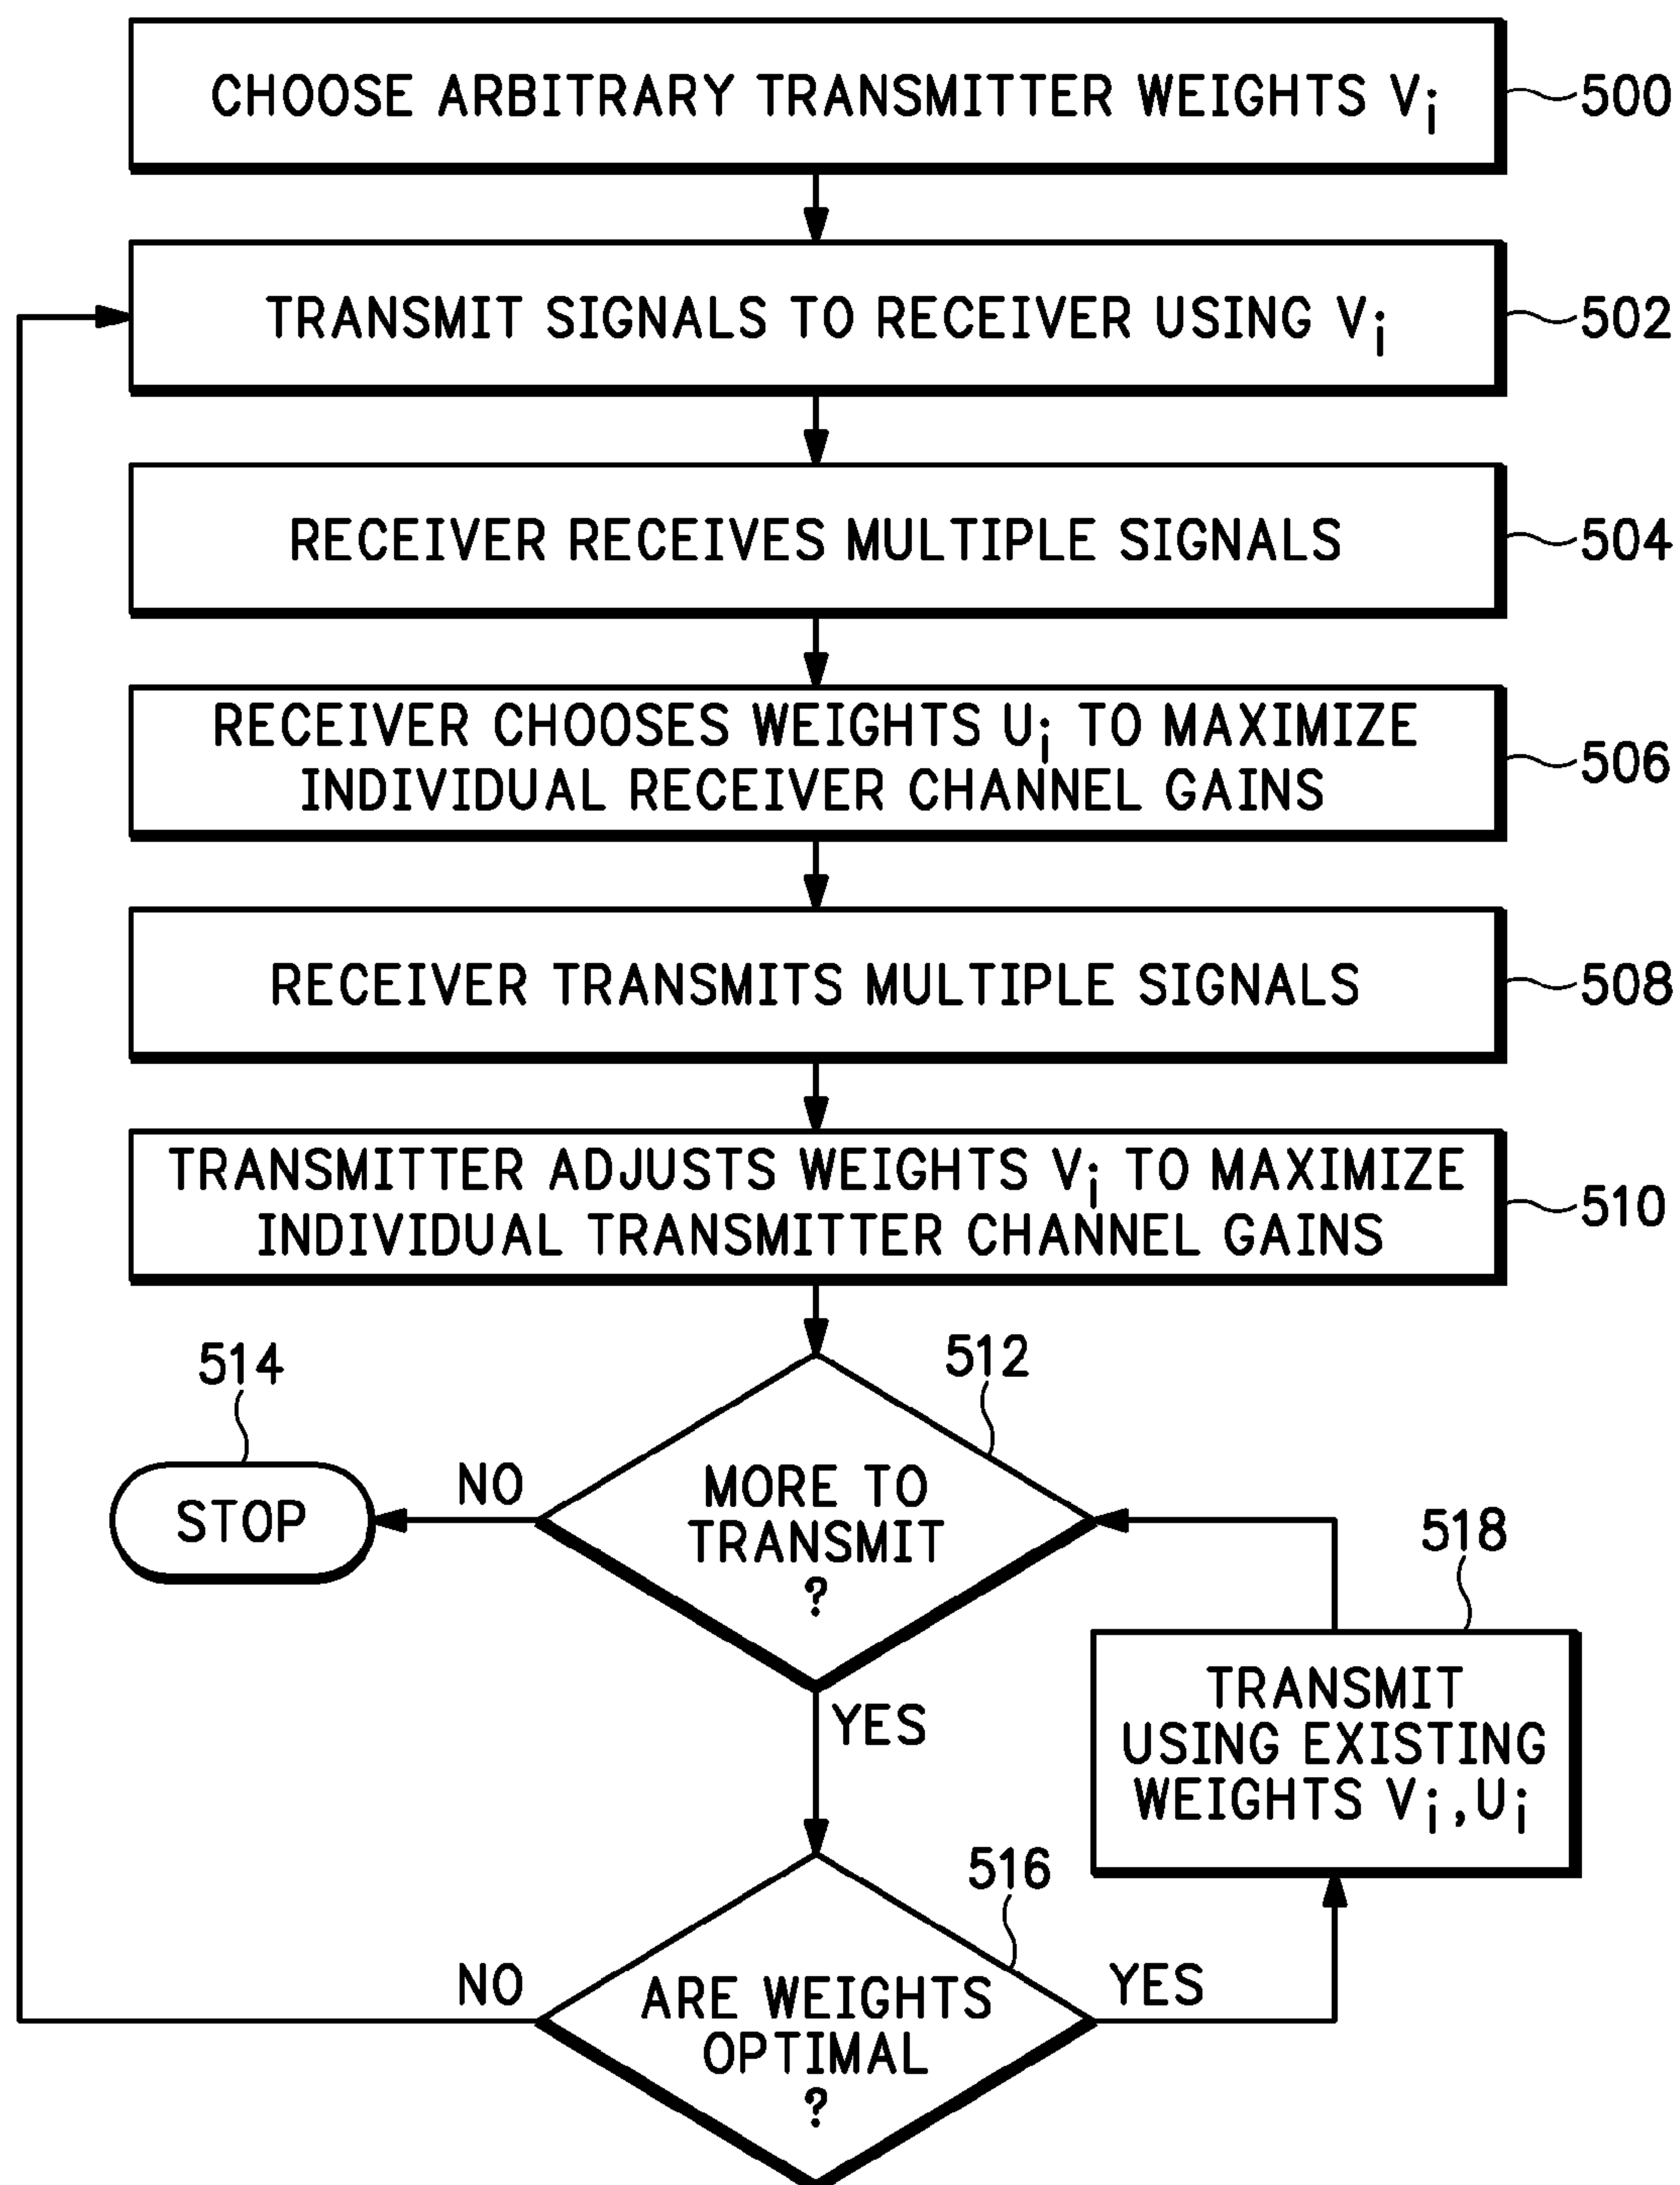 CHOOSE ARBITRARY TRANSMITTER WEIGHTS Vi
500
TRANSMIT SIGNALS TO RECEIVER USING Vi
502
RECEIVER RECEIVES MULTIPLE SIGNALS
504
RECEIVER CHOOSES WEIGHTS Ui TO MAXIMIZE
INDIVIDUAL RECEIVER CHANNEL GAINS
506
RECEIVER TRANSMITS MULTIPLE SIGNALS
508
TRANSMITTER ADJUSTS WEIGHTS Vi TO MAXIMIZE
INDIVIDUAL TRANSMITTER CHANNEL GAINS
510
512
MORE TO
TRANSMIT
?
NO
514
STOP
YES
516
ARE WEIGHTS
OPTIMAL
?
NO
YES
518
TRANSMIT
USING EXISTING
WEIGHTS Vi,Ui